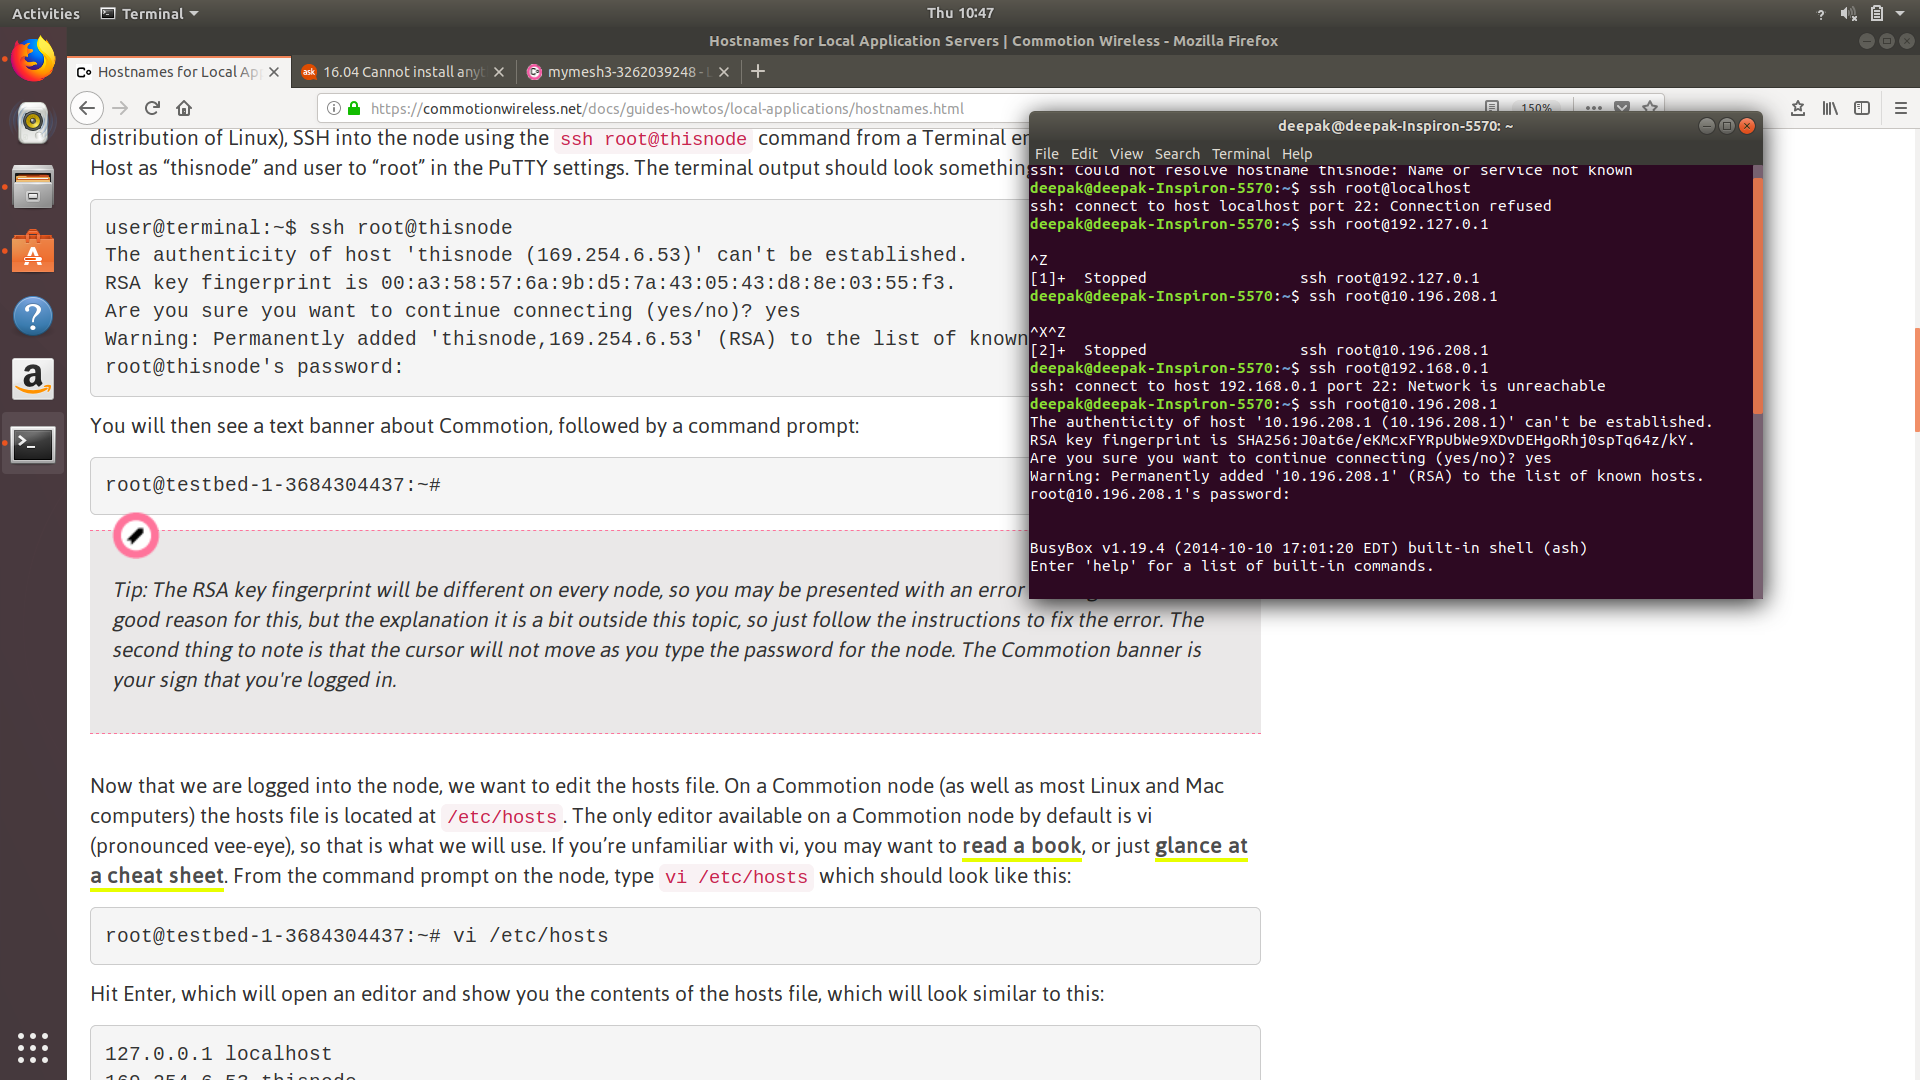 Activities
Terminal
Thu 10:47
?
Hostnames for Local Application Servers | Commotion Wireless - Mozilla Firefox
Hostnames for Local Ap
16.04 Cannot install anyt
mymesh3-3262039248 - L
https://commotionwireless.net/docs/guides-howtos/local-applications/hostnames.html
150%
distribution of Linux), SSH into the node using the ssh root@thisnode command from a Terminal
Host as “thisnode” and user to “root” in the PuTTY settings. The terminal output should look something
user@terminal:~$ ssh root@thisnode
The authenticity of host 'thisnode (169.254.6.53)' can't be established.
RSA key fingerprint is 00:a3:58:57:6a:9b:d5:7a:43:05:43:d8:8e:03:55:f3.
Are you sure you want to continue connecting (yes/no)? yes
Warning: Permanently added 'thisnode,169.254.6.53' (RSA) to the list of known
root@thisnode's password:
You will then see a text banner about Commotion, followed by a command prompt:
root@testbed-1-3684304437:~#
Tip: The RSA key fingerprint will be different on every node, so you may be presented with an error
good reason for this, but the explanation it is a bit outside this topic, so just follow the instructions to fix the error. The
second thing to note is that the cursor will not move as you type the password for the node. The Commotion banner is
your sign that you're logged in.
Now that we are logged into the node, we want to edit the hosts file. On a Commotion node (as well as most Linux and Mac
computers) the hosts file is located at /etc/hosts. The only editor available on a Commotion node by default is vi
(pronounced vee-eye), so that is what we will use. If you’re unfamiliar with vi, you may want to read a book, or just glance at
a cheat sheet. From the command prompt on the node, type vi /etc/hosts which should look like this:
root@testbed-1-3684304437:~# vi /etc/hosts
Hit Enter, which will open an editor and show you the contents of the hosts file, which will look similar to this:
127.0.0.1 localhost
169.254.6.53 thisnode
deepak@deepak-Inspiron-5570: ~
File Edit View Search Terminal Help
ssh: Could not resolve hostname thisnode: Name or service not known
deepak@deepak-Inspiron-5570:~$ ssh root@localhost
ssh: connect to host localhost port 22: Connection refused
deepak@deepak-Inspiron-5570:~$ ssh root@192.127.0.1
^Z
[1]+  Stopped                 ssh root@192.127.0.1
deepak@deepak-Inspiron-5570:~$ ssh root@10.196.208.1
^X^Z
[2]+  Stopped                 ssh root@10.196.208.1
deepak@deepak-Inspiron-5570:~$ ssh root@192.168.0.1
ssh: connect to host 192.168.0.1 port 22: Network is unreachable
deepak@deepak-Inspiron-5570:~$ ssh root@10.196.208.1
The authenticity of host '10.196.208.1 (10.196.208.1)' can't be established.
RSA key fingerprint is SHA256:J0at6e/eKMcxFYRpUbWe9XDvDEHgoRhj0spTq64z/kY.
Are you sure you want to continue connecting (yes/no)? yes
Warning: Permanently added '10.196.208.1' (RSA) to the list of known hosts.
root@10.196.208.1's password:
BusyBox v1.19.4 (2014-10-10 17:01:20 EDT) built-in shell (ash)
Enter 'help' for a list of built-in commands.